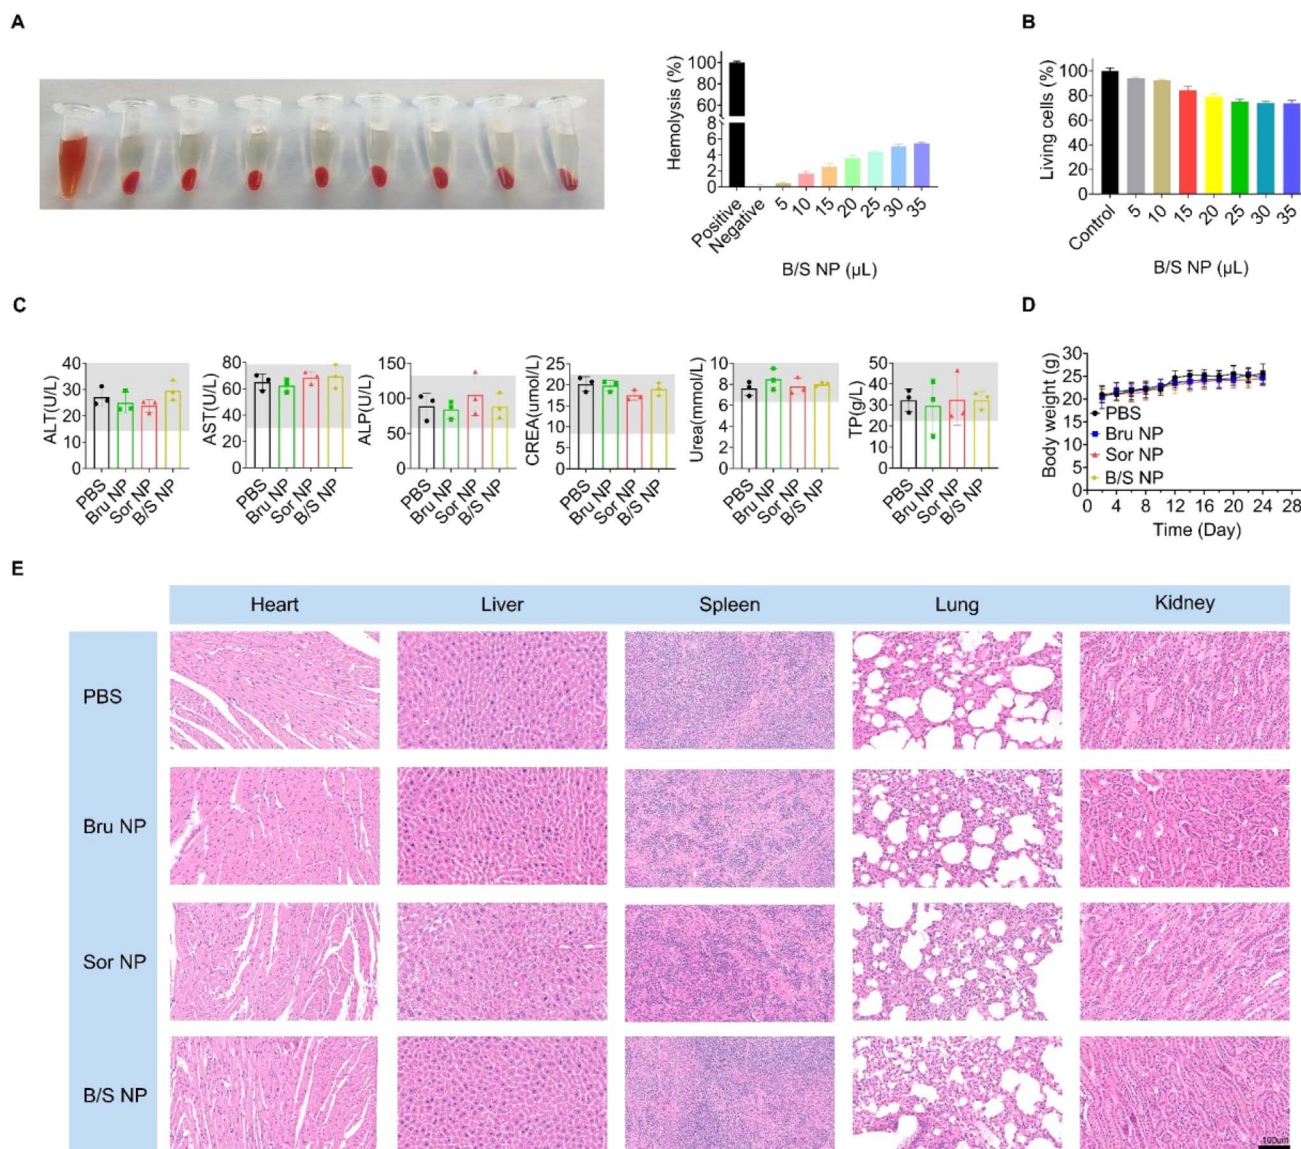 A
B
Hemolysis (%)
100
80
60
8
6
4
2
0
Positive
Negative
5
10
15
20
25
30
35
B/S NP (μL)
Living cells (%)
100
80
60
40
20
0
Control
5
10
15
20
25
30
35
B/S NP (μL)
C
D
ALT(U/L)
40
30
20
10
0
PBS
Bru NP
Sor NP
B/S NP
AST(U/L)
80
60
40
20
0
PBS
Bru NP
Sor NP
B/S NP
ALP(U/L)
150
100
50
0
PBS
Bru NP
Sor NP
B/S NP
CREA(umol/L)
25
20
15
10
5
0
PBS
Bru NP
Sor NP
B/S NP
Urea(mmol/L)
10
8
6
4
2
0
PBS
Bru NP
Sor NP
B/S NP
TP(g/L)
50
40
30
20
10
0
PBS
Bru NP
Sor NP
B/S NP
Body weight (g)
30
25
20
15
10
5
0
PBS
Bru NP
Sor NP
B/S NP
0 4 8 12 16 20 24 28
Time (Day)
E
Heart Liver Spleen Lung Kidney
PBS
Bru NP
Sor NP
B/S NP
100um